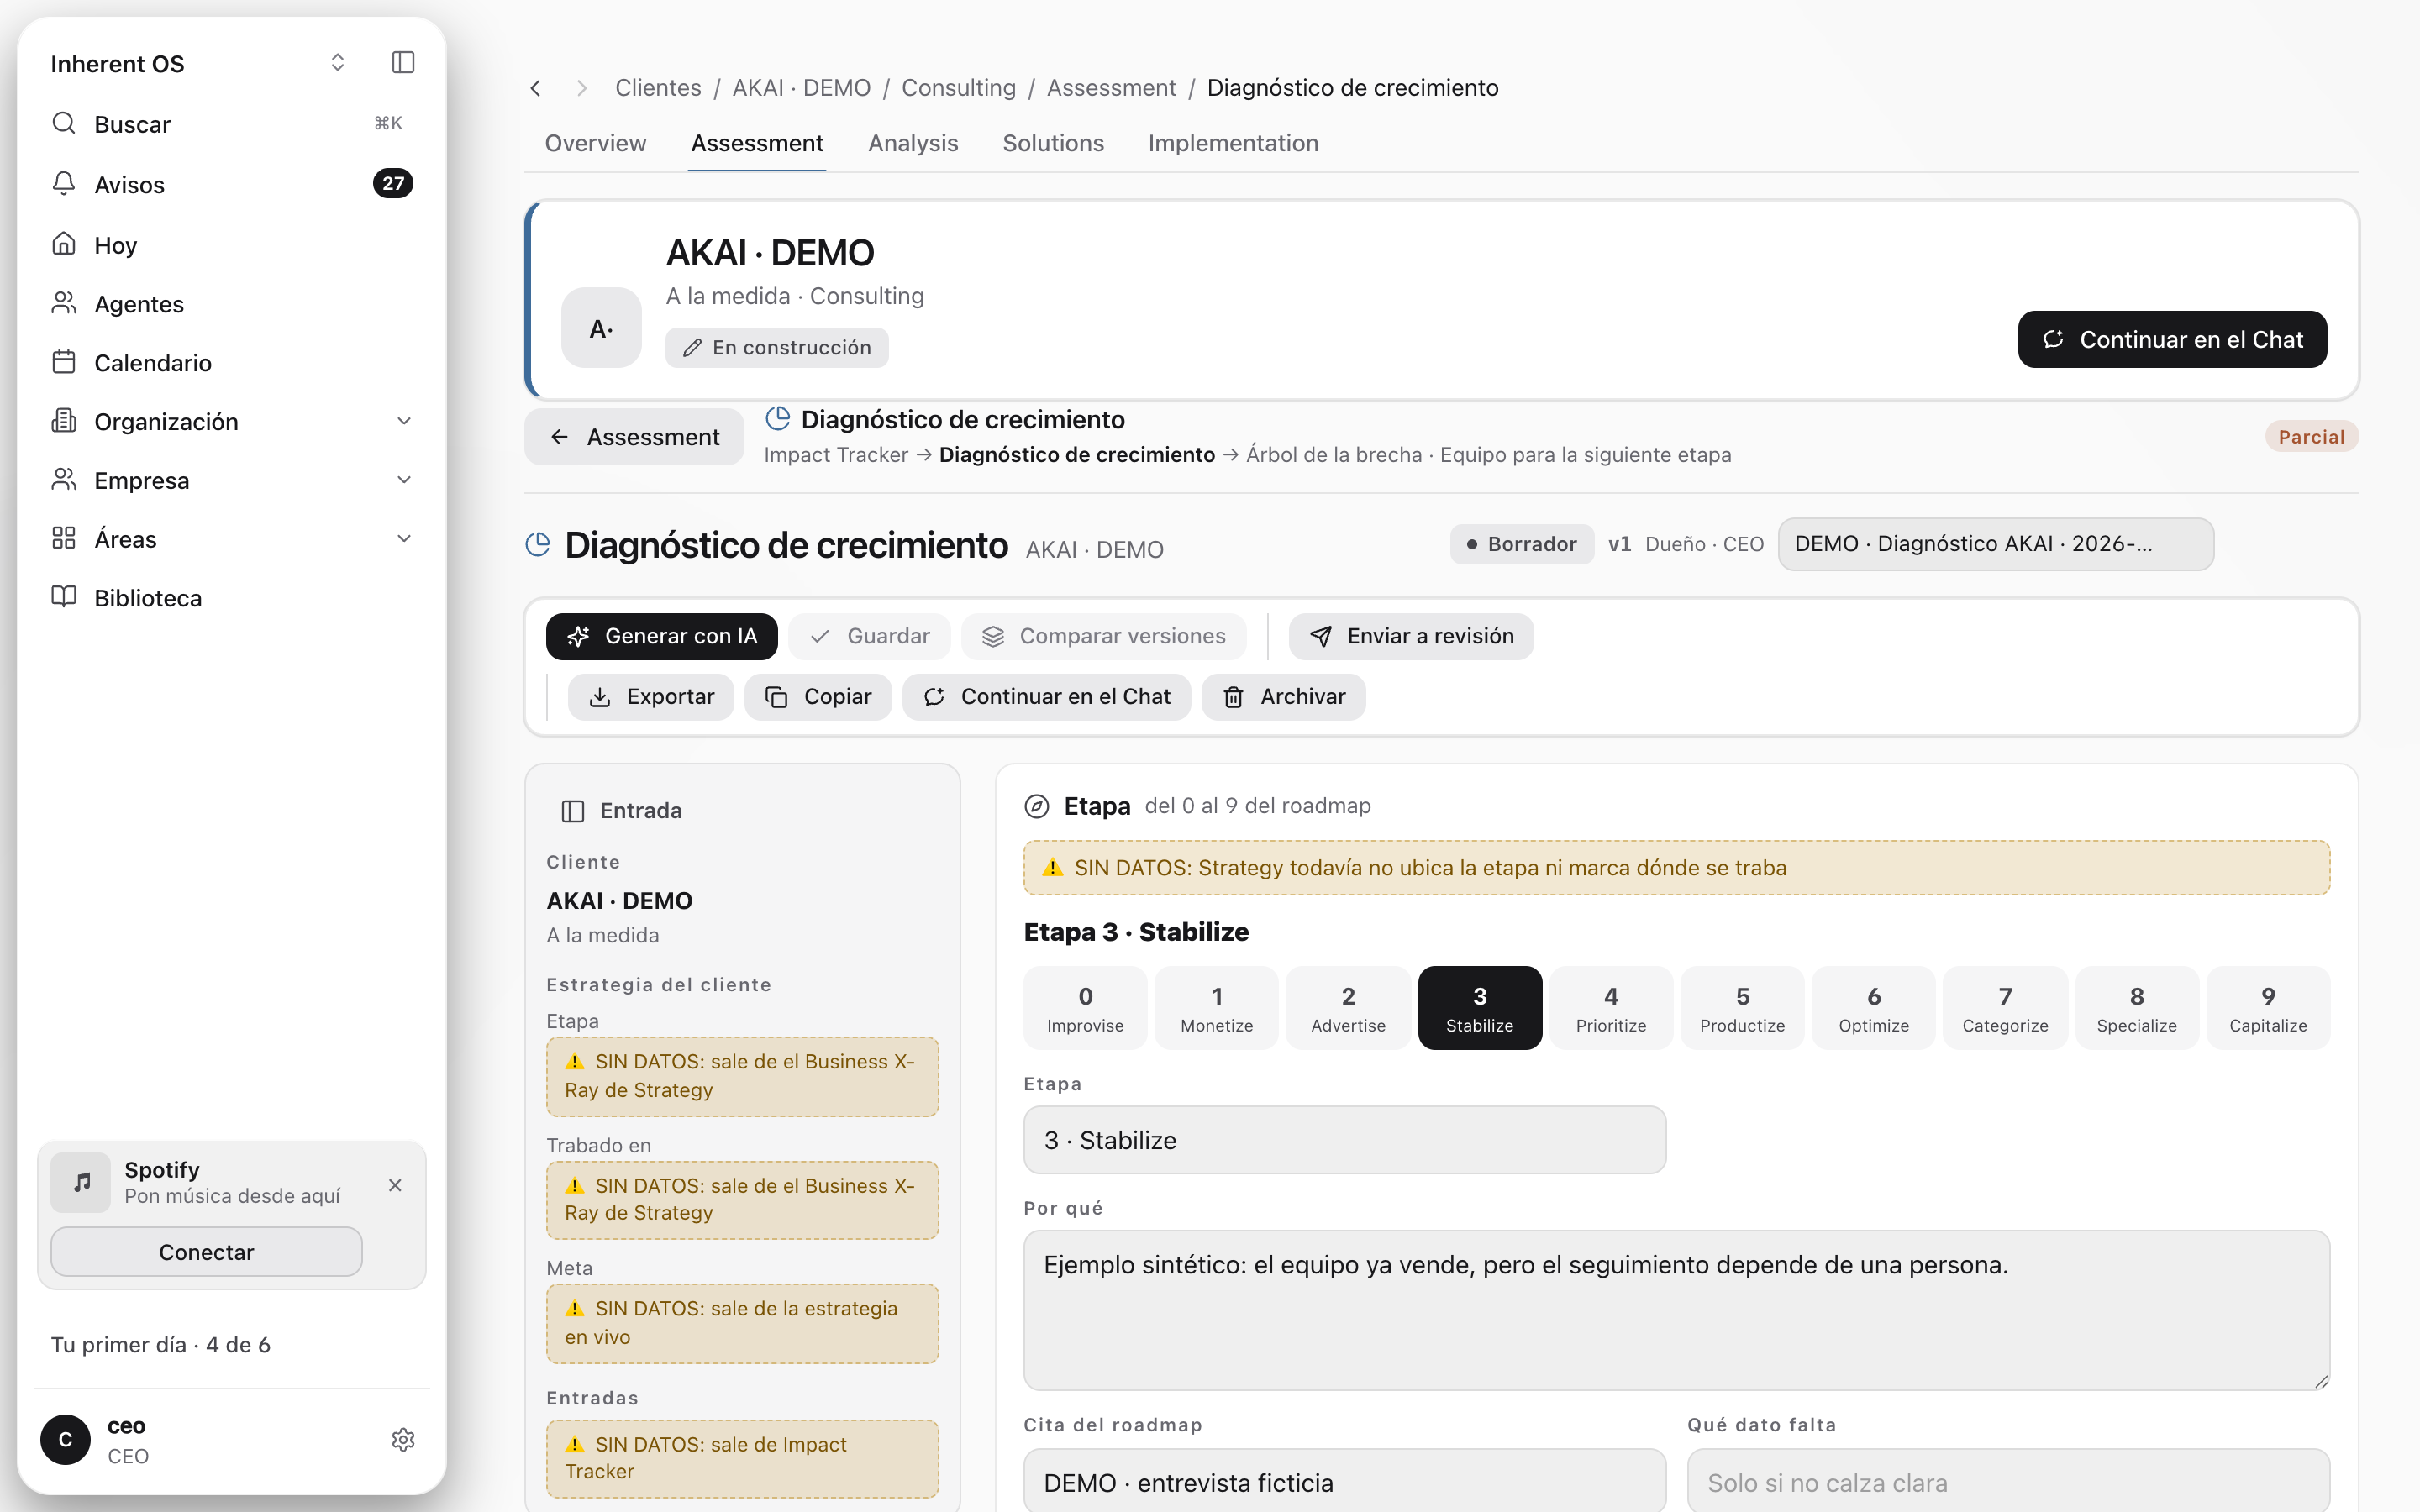 Inherent OS
Buscar ⌘K
Avisos 27
Hoy
Agentes
Calendario
Organización
Empresa
Áreas
Biblioteca
Spotify
Pon música desde aquí
Conectar
Tu primer día · 4 de 6
C
ceo
CEO
Clientes / AKAI · DEMO / Consulting / Assessment / Diagnóstico de crecimiento
Overview Assessment Analysis Solutions Implementation
A·
AKAI · DEMO
A la medida · Consulting
En construcción
Continuar en el Chat
← Assessment
Diagnóstico de crecimiento
Impact Tracker → Diagnóstico de crecimiento → Árbol de la brecha · Equipo para la siguiente etapa
Parcial
Diagnóstico de crecimiento AKAI · DEMO
Borrador v1 Dueño · CEO DEMO · Diagnóstico AKAI · 2026-...
Generar con IA Guardar Comparar versiones Enviar a revisión
Exportar Copiar Continuar en el Chat Archivar
Entrada
Cliente
AKAI · DEMO
A la medida
Estrategia del cliente
Etapa
⚠ SIN DATOS: sale de el Business X-
Ray de Strategy
Trabado en
⚠ SIN DATOS: sale de el Business X-
Ray de Strategy
Meta
⚠ SIN DATOS: sale de la estrategia
en vivo
Entradas
⚠ SIN DATOS: sale de Impact
Tracker
Etapa del 0 al 9 del roadmap
⚠ SIN DATOS: Strategy todavía no ubica la etapa ni marca dónde se traba
Etapa 3 · Stabilize
0 1 2 3 4 5 6 7 8 9
Improvise Monetize Advertise Stabilize Prioritize Productize Optimize Categorize Specialize Capitalize
Etapa
3 · Stabilize
Por qué
Ejemplo sintético: el equipo ya vende, pero el seguimiento depende de una persona.
Cita del roadmap
DEMO · entrevista ficticia
Qué dato falta
Solo si no calza clara